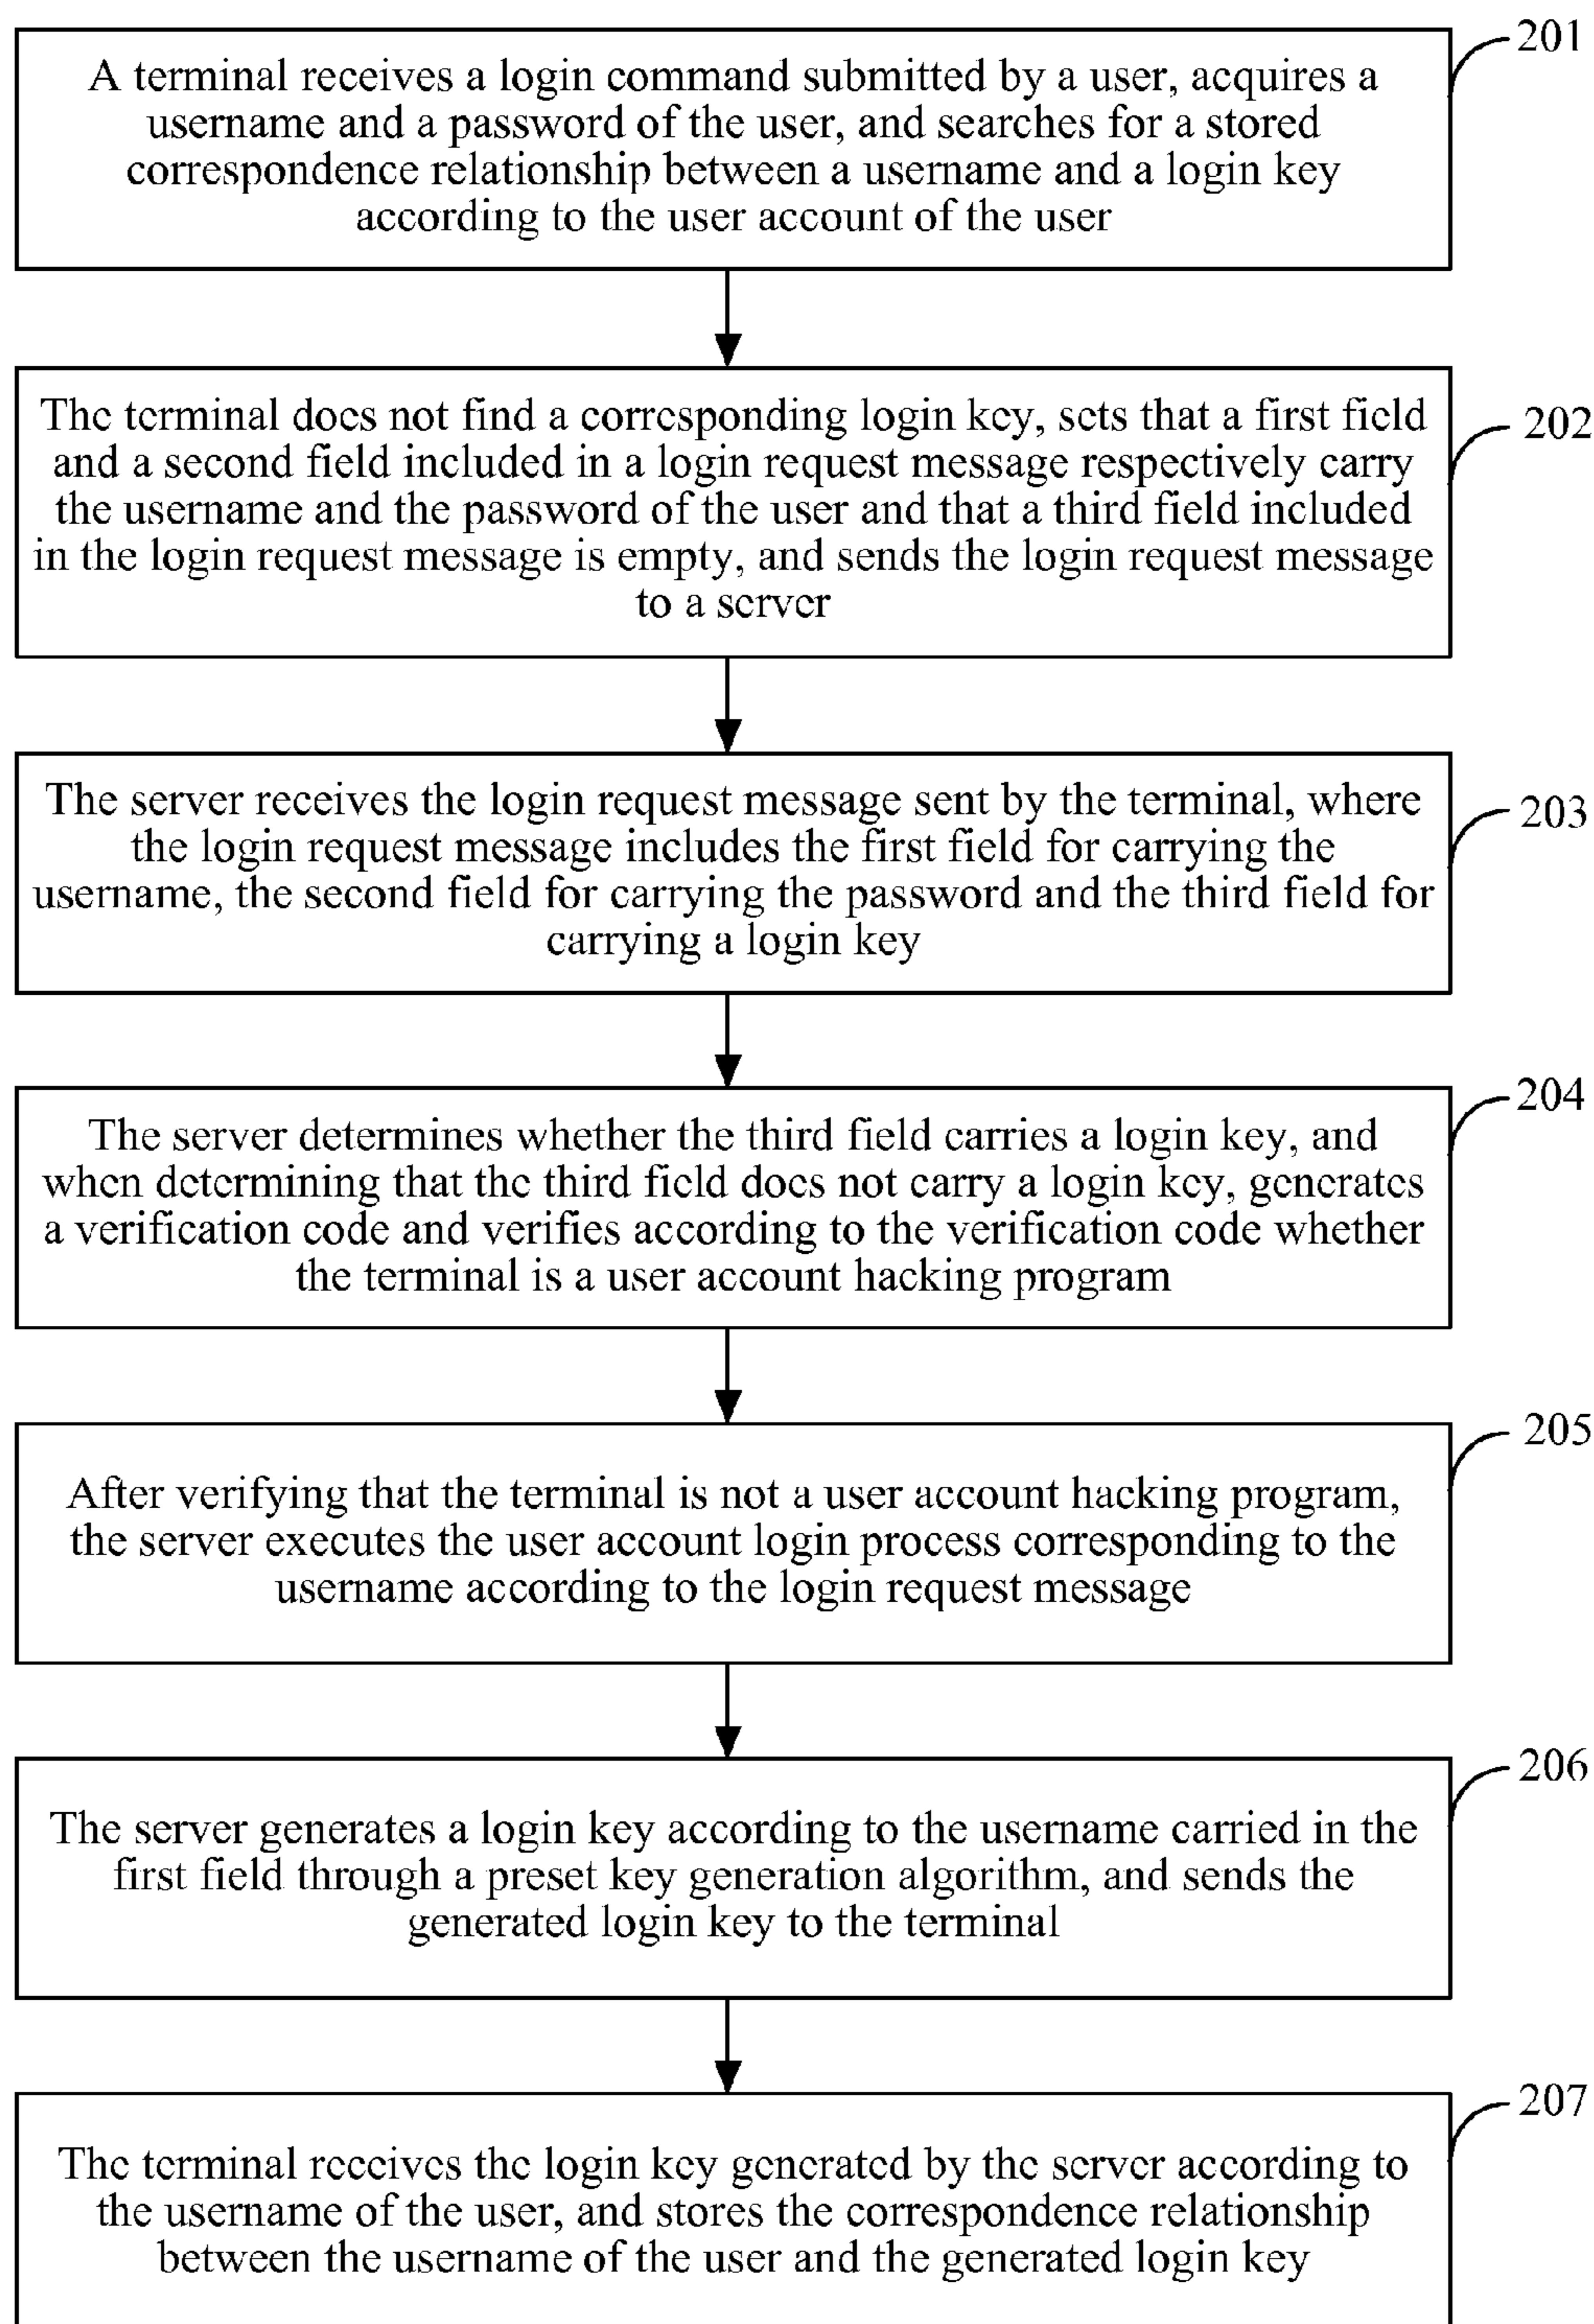 201
A terminal receives a login command submitted by a user, acquires a
username and a password of the user, and searches for a stored
correspondence relationship between a username and a login key
according to the user account of the user
202
The terminal does not find a corresponding login key, sets that a first field
and a second field included in a login request message respectively carry
the username and the password of the user and that a third field included
in the login request message is empty, and sends the login request message
to a server
203
The server receives the login request message sent by the terminal, where
the login request message includes the first field for carrying the
username, the second field for carrying the password and the third field for
carrying a login key
204
The server determines whether the third field carries a login key, and
when determining that the third field does not carry a login key, generates
a verification code and verifies according to the verification code whether
the terminal is a user account hacking program
205
After verifying that the terminal is not a user account hacking program,
the server executes the user account login process corresponding to the
username according to the login request message
206
The server generates a login key according to the username carried in the
first field through a preset key generation algorithm, and sends the
generated login key to the terminal
207
The terminal receives the login key generated by the server according to
the username of the user, and stores the correspondence relationship
between the username of the user and the generated login key